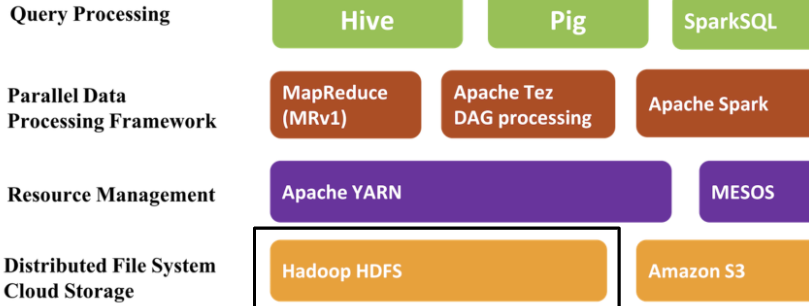 Query Processing
Hive
Pig
SparkSQL
Parallel Data
Processing Framework
MapReduce
(MRv1)
Apache Tez
DAG processing
Apache Spark
Resource Management
Apache YARN
MESOS
Distributed File System
Cloud Storage
Hadoop HDFS
Amazon S3